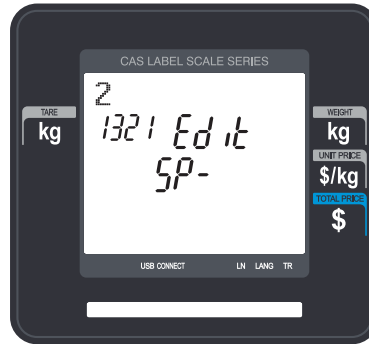 CAS LABEL SCALE SERIES
2
1321 Edit
SP-
TARE
kg
WEIGHT
kg
UNIT PRICE
$/kg
TOTAL PRICE
$
USB CONNECT LN LANG TR